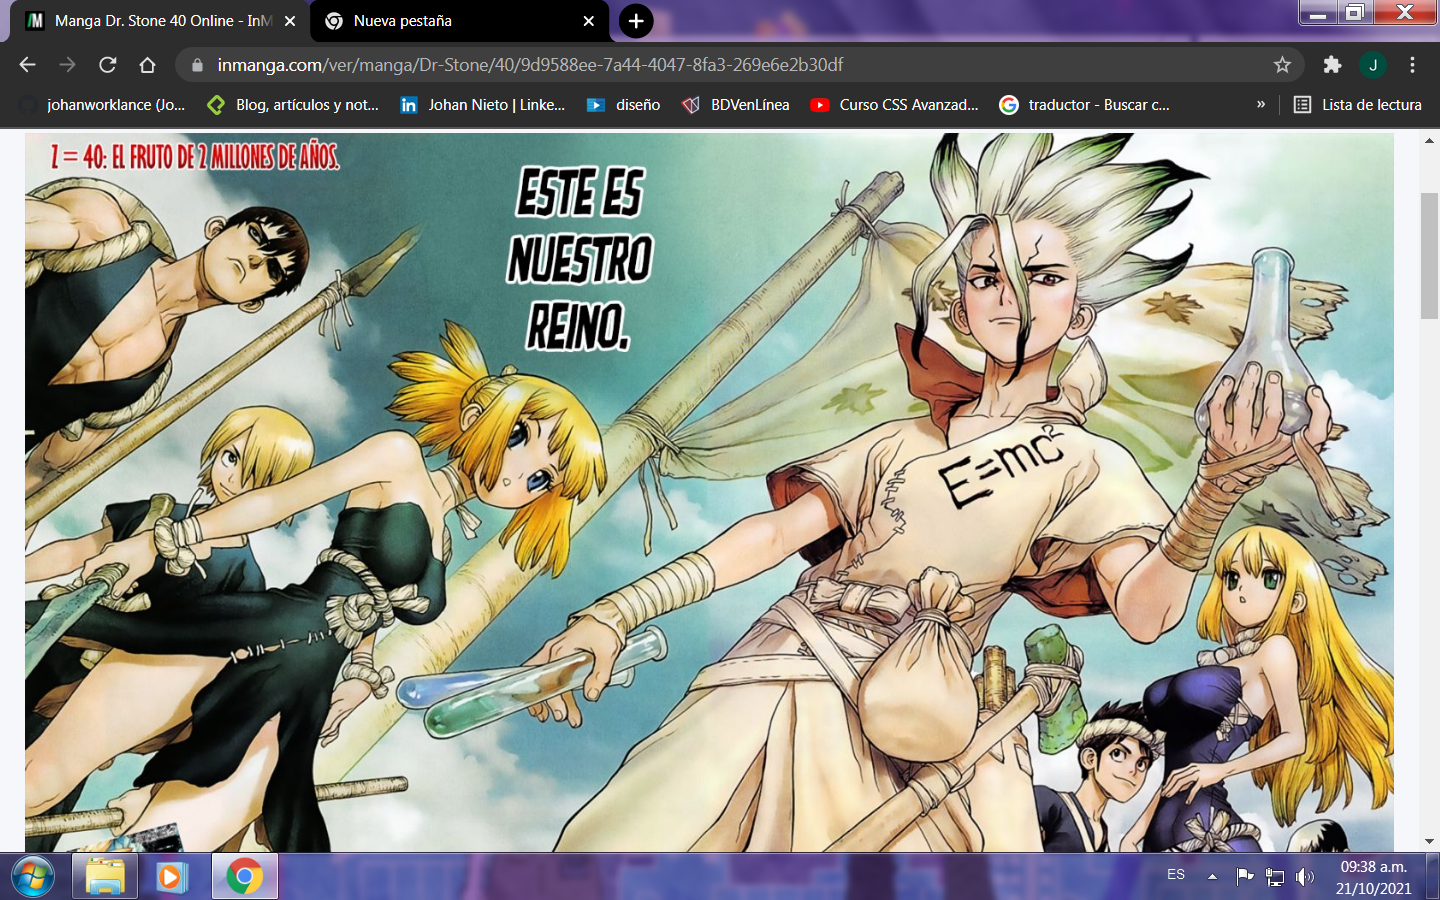 Manga Dr. Stone 40 Online - InM
Nueva pestaña
inmanga.com/ver/manga/Dr-Stone/40/9d9588ee-7a44-4047-8fa3-269e6e2b30df
J
johanworklance (Jo...
Blog, artículos y not...
Johan Nieto | Linke...
diseño
BDVenLínea
Curso CSS Avanzad...
traductor - Buscar c...
»
Lista de lectura
Z = 40: EL FRUTO DE 2 MILLONES DE AÑOS.
ESTE ES
NUESTRO
REINO.
E=mc²
ES
09:38 a.m.
21/10/2021